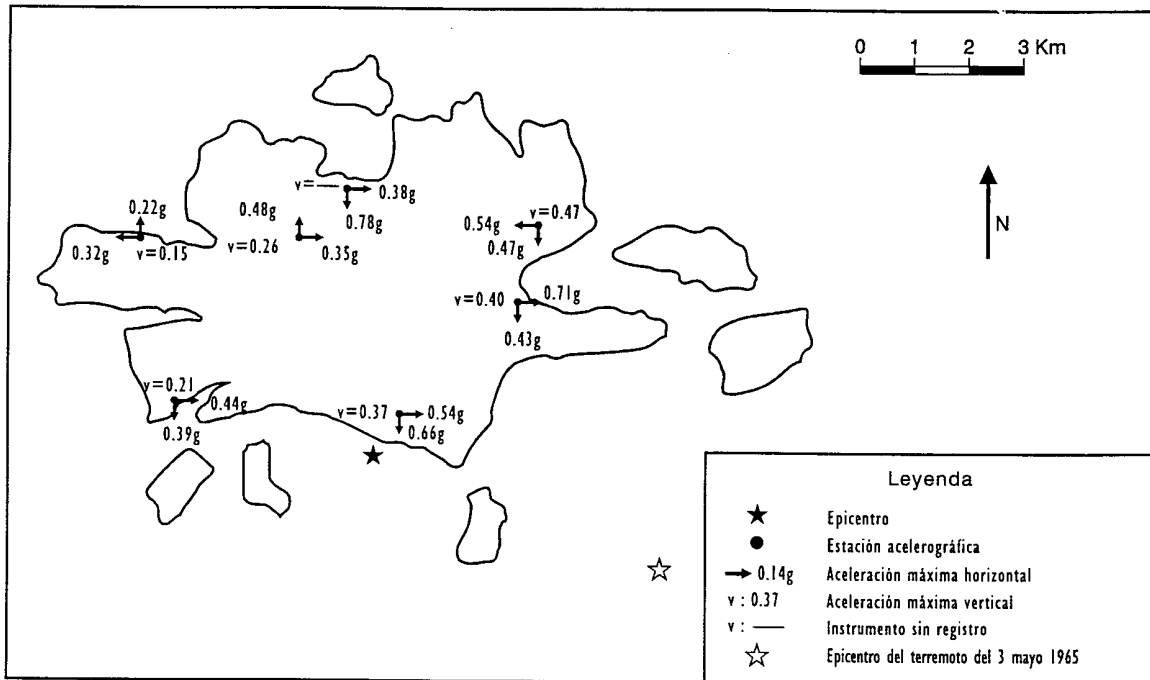 0 1 2 3 Km
N
v= —
0.38g
0.78g
0.48g
v=0.26
0.35g
0.22g
0.32g
v=0.15
0.54g
v=0.47
0.47g
v=0.40
0.71g
0.43g
v=0.21
0.44g
0.39g
v=0.37
0.54g
0.66g
Leyenda
Epicentro
Estación acelerográfica
0.14g Aceleración máxima horizontal
v : 0.37 Aceleración máxima vertical
v : — Instrumento sin registro
Epicentro del terremoto del 3 mayo 1965